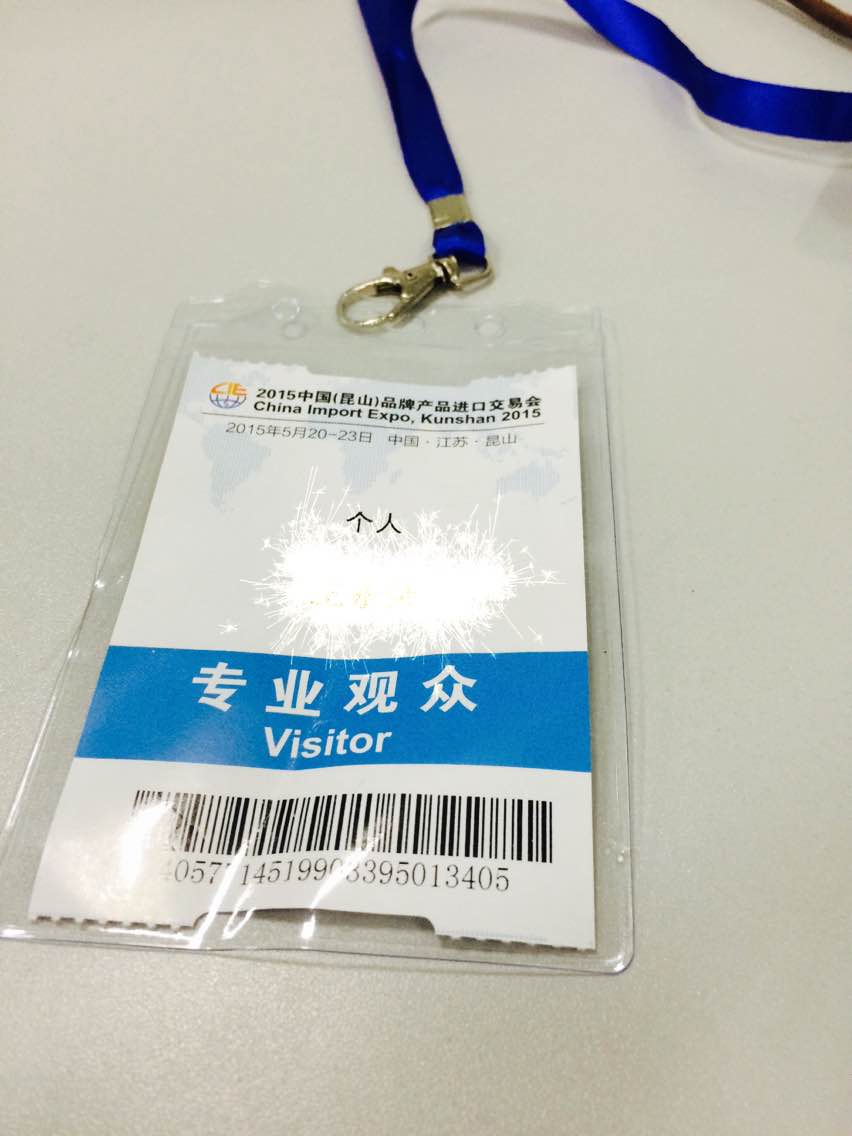 CIE
2015中国(昆山)品牌产品进口交易会
China Import Expo, Kunshan 2015
2015年5月20-23日 中国·江苏·昆山
个人
专业观众
Visitor